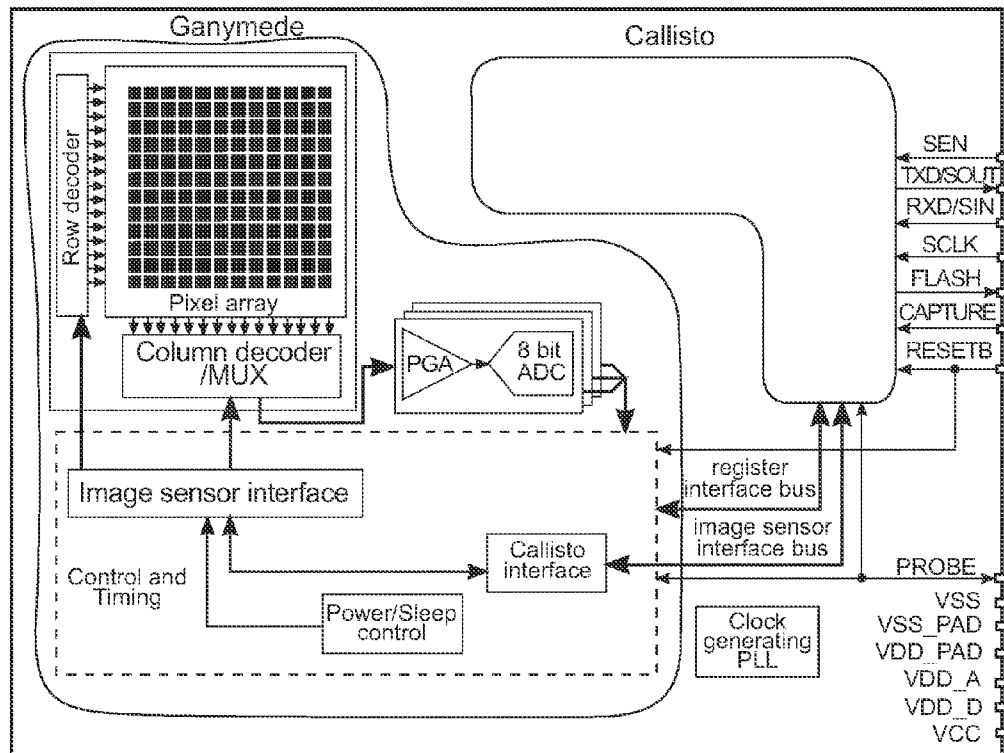 Ganymede
Callisto
Row decoder
Pixel array
Column decoder
/MUX
PGA
8 bit
ADC
SEN
TXD/SOUT
RXD/SIN
SCLK
FLASH
CAPTURE
RESETB
Image sensor interface
register
interface bus
image sensor
interface bus
Callisto
interface
Control and
Timing
Power/Sleep
control
Clock
generating
PLL
PROBE
VSS
VSS_PAD
VDD_PAD
VDD_A
VDD_D
VCC